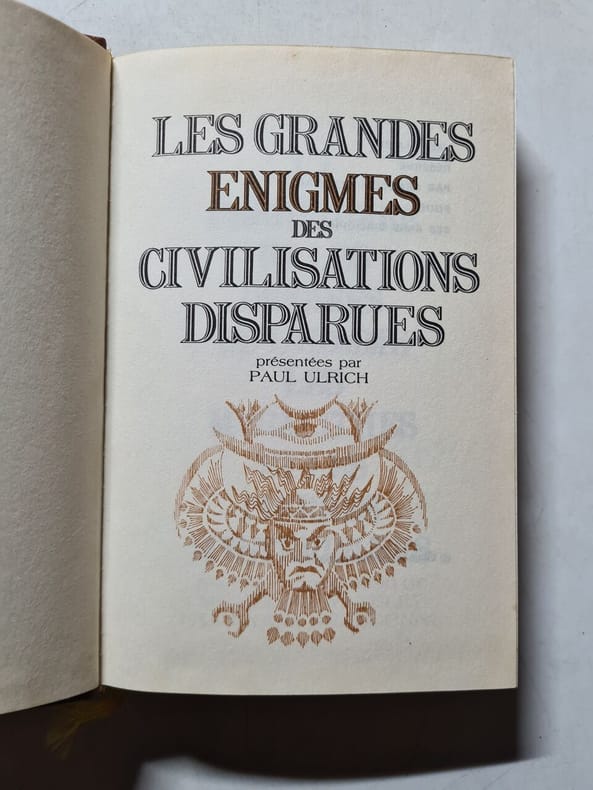 LES GRANDES
ENIGMES
DES
CIVILISATIONS
DISPARUES
présentées par
PAUL ULRICH